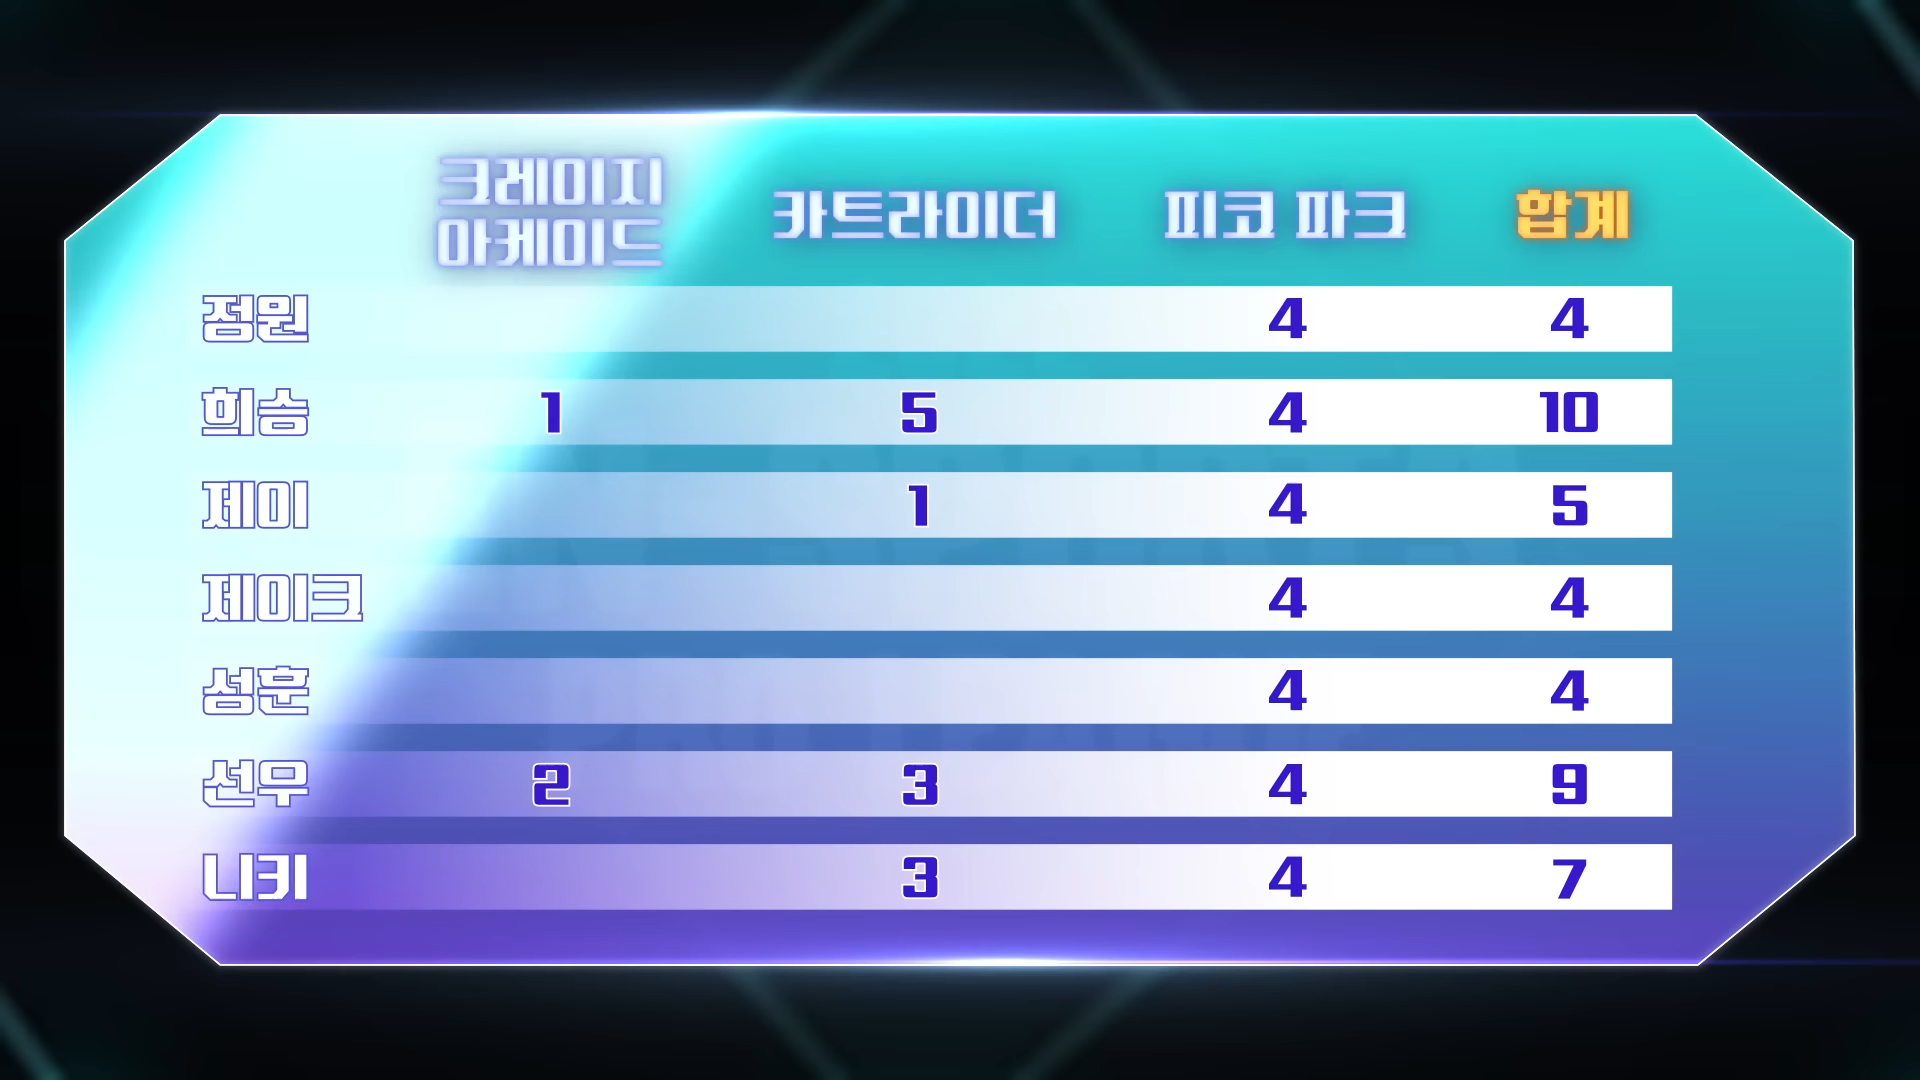 크레이지
아케이드 카트라이더 피코 파크 합계
정원 4 4
희승 1 5 4 10
제이 1 4 5
제이크 4 4
성훈 4 4
선우 2 3 4 9
니키 3 4 7